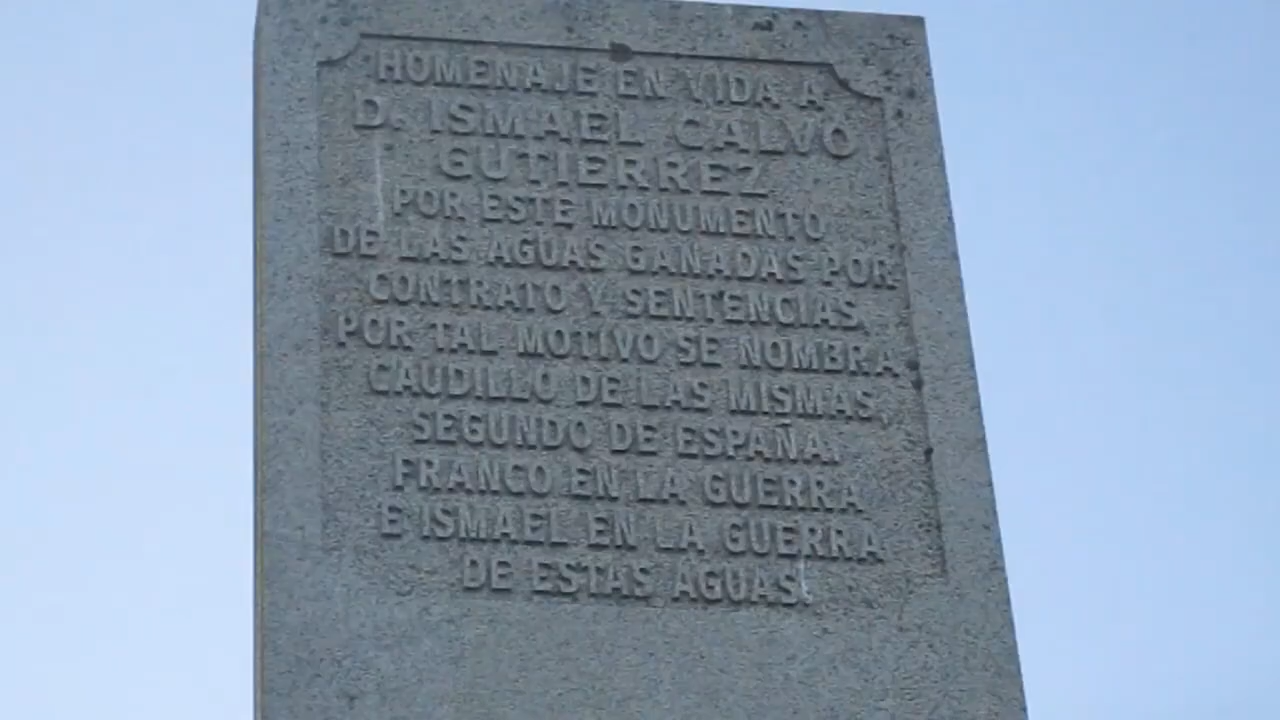 HOMENAJE EN VIDA A
D. ISMAEL CALVO
GUTIERREZ
POR ESTE MONUMENTO
DE LAS AGUAS GANADAS POR
CONTRATO Y SENTENCIAS,
POR TAL MOTIVO SE NOMBRA
CAUDILLO DE LAS MISMAS,
SEGUNDO DE ESPAÑA.
FRANCO EN LA GUERRA
E ISMAEL EN LA GUERRA
DE ESTAS AGUAS.